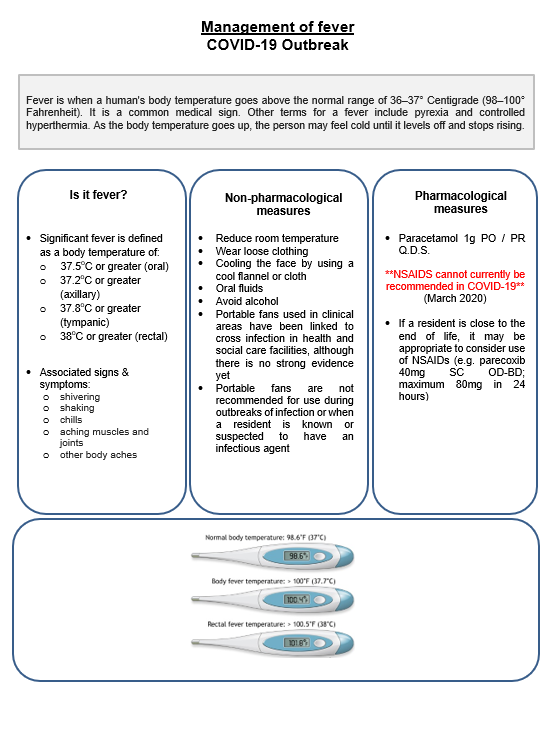 Management of fever
COVID-19 Outbreak
Fever is when a human's body temperature goes above the normal range of 36–37° Centigrade (98–100°
Fahrenheit). It is a common medical sign. Other terms for a fever include pyrexia and controlled
hyperthermia. As the body temperature goes up, the person may feel cold until it levels off and stops rising.
Is it fever?
• Significant fever is defined
as a body temperature of:
o 37.5°C or greater (oral)
o 37.2°C or greater
(axillary)
o 37.8°C or greater
(tympanic)
o 38°C or greater (rectal)
• Associated signs &
symptoms:
o shivering
o shaking
o chills
o aching muscles and
joints
o other body aches
Non-pharmacological
measures
• Reduce room temperature
• Wear loose clothing
• Cooling the face by using a
cool flannel or cloth
• Oral fluids
• Avoid alcohol
• Portable fans used in clinical
areas have been linked to
cross infection in health and
social care facilities, although
there is no strong evidence
yet
• Portable fans are not
recommended for use during
outbreaks of infection or when
a resident is known or
suspected to have an
infectious agent
Pharmacological
measures
• Paracetamol 1g PO / PR
Q.D.S.
**NSAIDS cannot currently be
recommended in COVID-19**
(March 2020)
• If a resident is close to the
end of life, it may be
appropriate to consider use
of NSAIDs (e.g. parecoxib
40mg SC OD-BD;
maximum 80mg in 24
hours)
Normal body temperature: 98.6°F (37°C)
98.6°
Body fever temperature: > 100°F (37.7°C)
100.4°
Rectal fever temperature: > 100.5°F (38°C)
101.8°